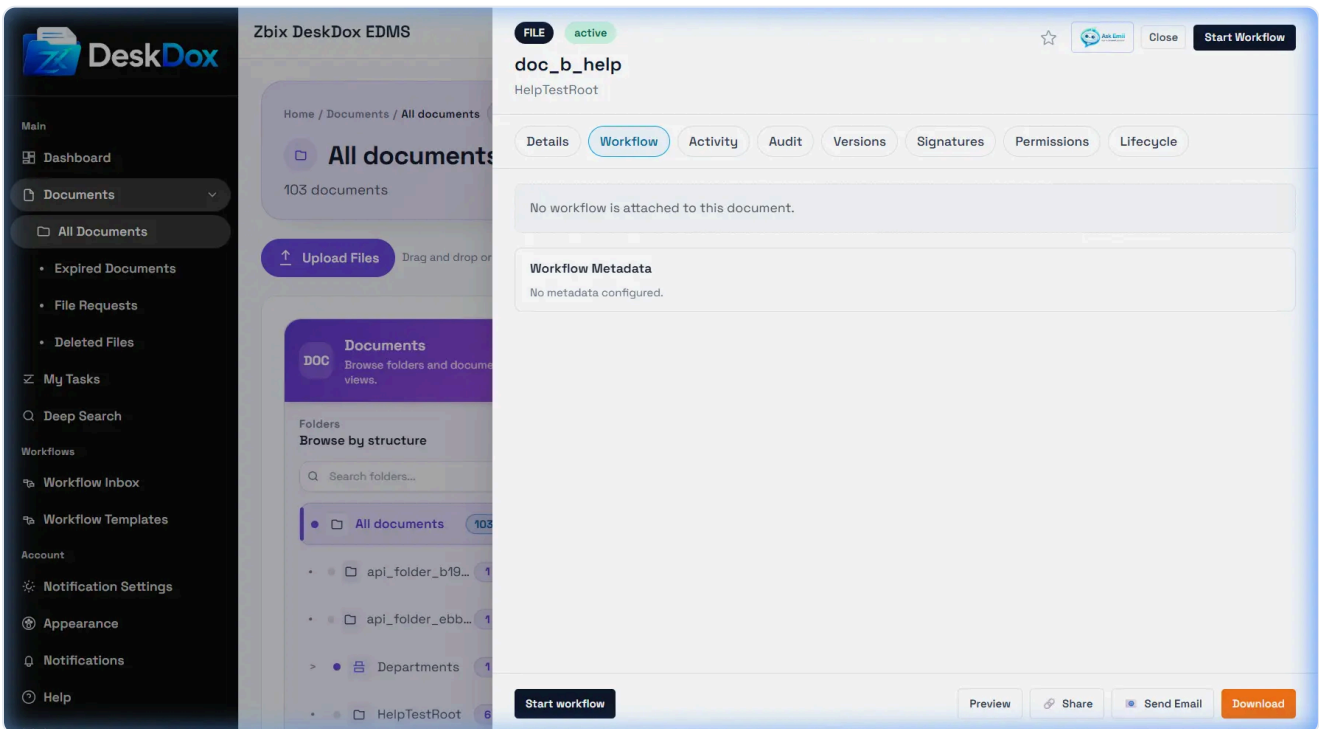 DeskDox
Main
Dashboard
Documents
All Documents
Expired Documents
File Requests
Deleted Files
My Tasks
Deep Search
Workflows
Workflow Inbox
Workflow Templates
Account
Notification Settings
Appearance
Notifications
Help
Zbix DeskDox EDMS
Home / Documents / All documents
All documents
103 documents
Upload Files
Drag and drop or
DOC
Documents
Browse folders and docume
views.
Folders
Browse by structure
Search folders...
All documents 103
api_folder_b19... 1
api_folder_ebb... 1
> Departments 1
HelpTestRoot 6
FILE active
Ask Emil
Close
Start Workflow
doc_b_help
HelpTestRoot
Details Workflow Activity Audit Versions Signatures Permissions Lifecycle
No workflow is attached to this document.
Workflow Metadata
No metadata configured.
Start workflow
Preview
Share
Send Email
Download